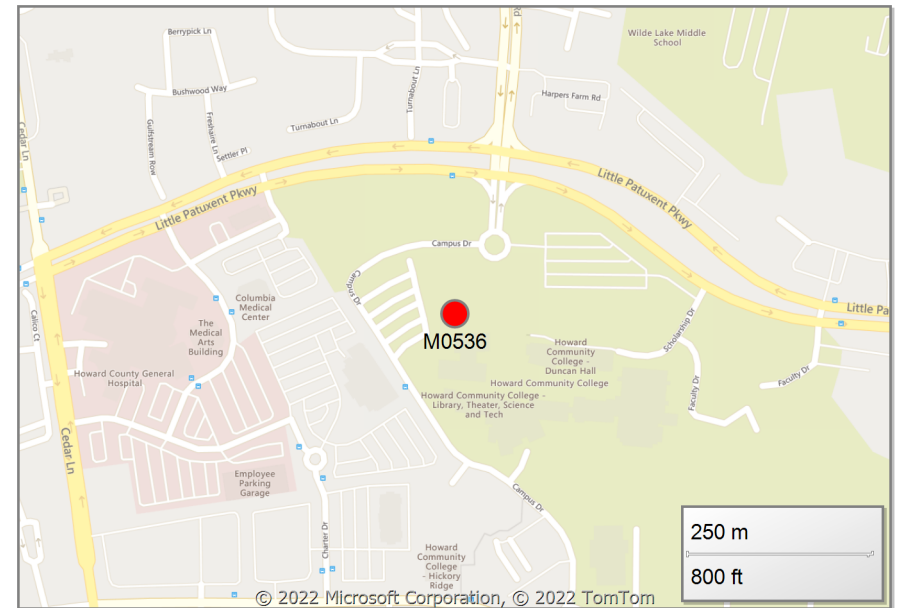 Berrypick Ln
Wilde Lake Middle
School
Bushwood Way
Turnabout Ln
Harpers Farm Rd
Gulfstream Row
Freshaire Ln
Turnabout Ln
Cedar Ln
Settler Pl
Little Patuxent Pkwy
Little Patuxent Pkwy
Campus Dr
Campus Dr
Columbia
Medical
Center
Little Pa
Calico Ct
The
Medical
Arts
Building
M0536
Scholarship Dr
Howard
Community
College -
Duncan Hall
Howard County General
Hospital
Howard Community College
Faculty Dr
Faculty Dr
Howard Community College -
Library, Theater, Science
and Tech
Cedar Ln
Employee
Parking
Garage
Campus Dr
Charter Dr
250 m
800 ft
Howard
Community
College
- Hickory
Ridge
© 2022 Microsoft Corporation, © 2022 TomTom